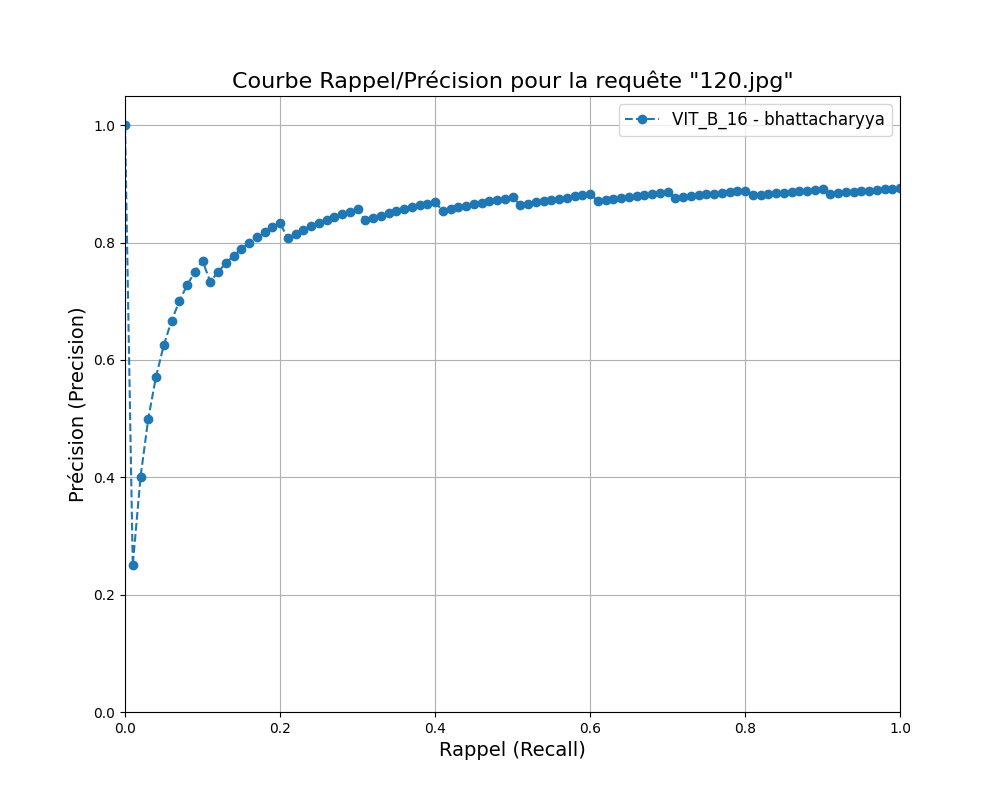 Courbe Rappel/Précision pour la requête "120.jpg"
VIT_B_16 - bhattacharyya
1.0
0.8
0.6
0.4
0.2
0.0
Précision (Precision)
0.0 0.2 0.4 0.6 0.8 1.0
Rappel (Recall)